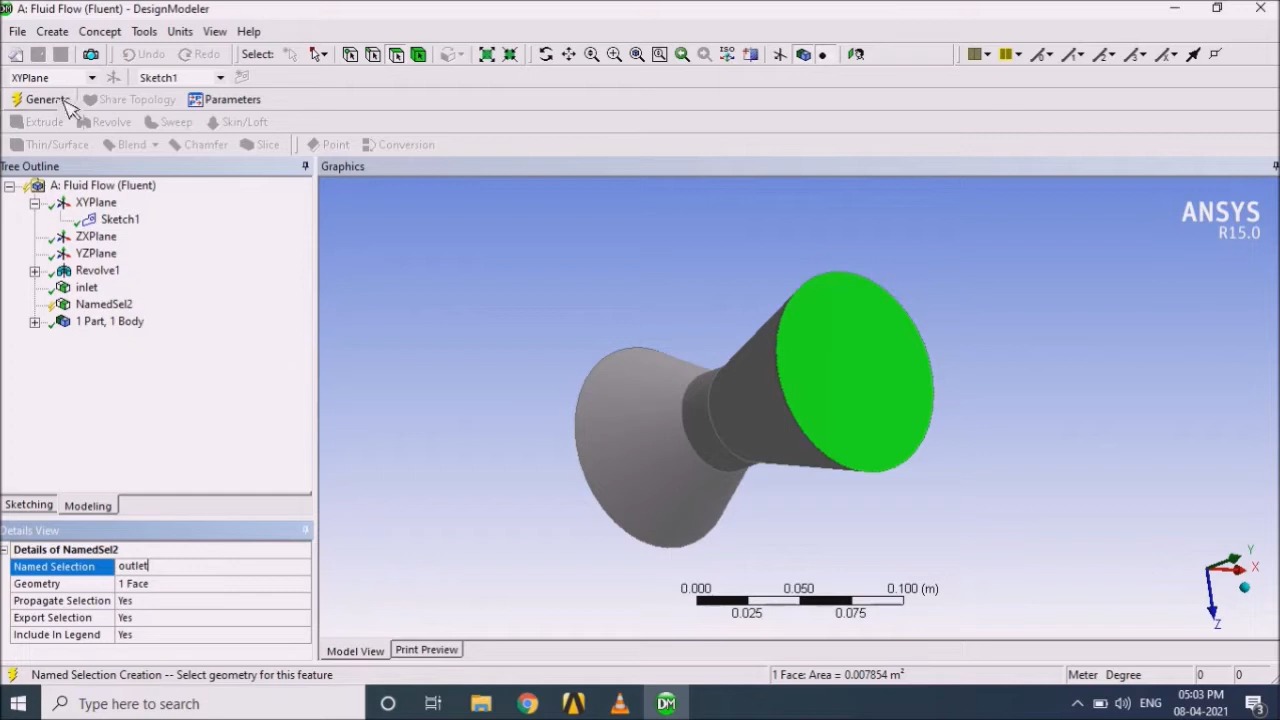 DM A: Fluid Flow (Fluent) - DesignModeler
File Create Concept Tools Units View Help
Undo Redo Select: ISO
XYPlane Sketch1
Generate Share Topology Parameters
Extrude Revolve Sweep Skin/Loft
Thin/Surface Blend Chamfer Slice Point Conversion
Tree Outline
Graphics
A: Fluid Flow (Fluent)
XYPlane
Sketch1
ZXPlane
YZPlane
Revolve1
inlet
NamedSel2
1 Part, 1 Body
ANSYS
R15.0
Sketching Modeling
Details View
Details of NamedSel2
Named Selection outlet
Geometry 1 Face
Propagate Selection Yes
Export Selection Yes
Include In Legend Yes
0.000 0.050 0.100 (m)
0.025 0.075
Y
X
Z
Model View Print Preview
Named Selection Creation -- Select geometry for this feature 1 Face: Area = 0.007854 m² Meter Degree 0 0
Type here to search DM ENG 05:03 PM
08-04-2021 3